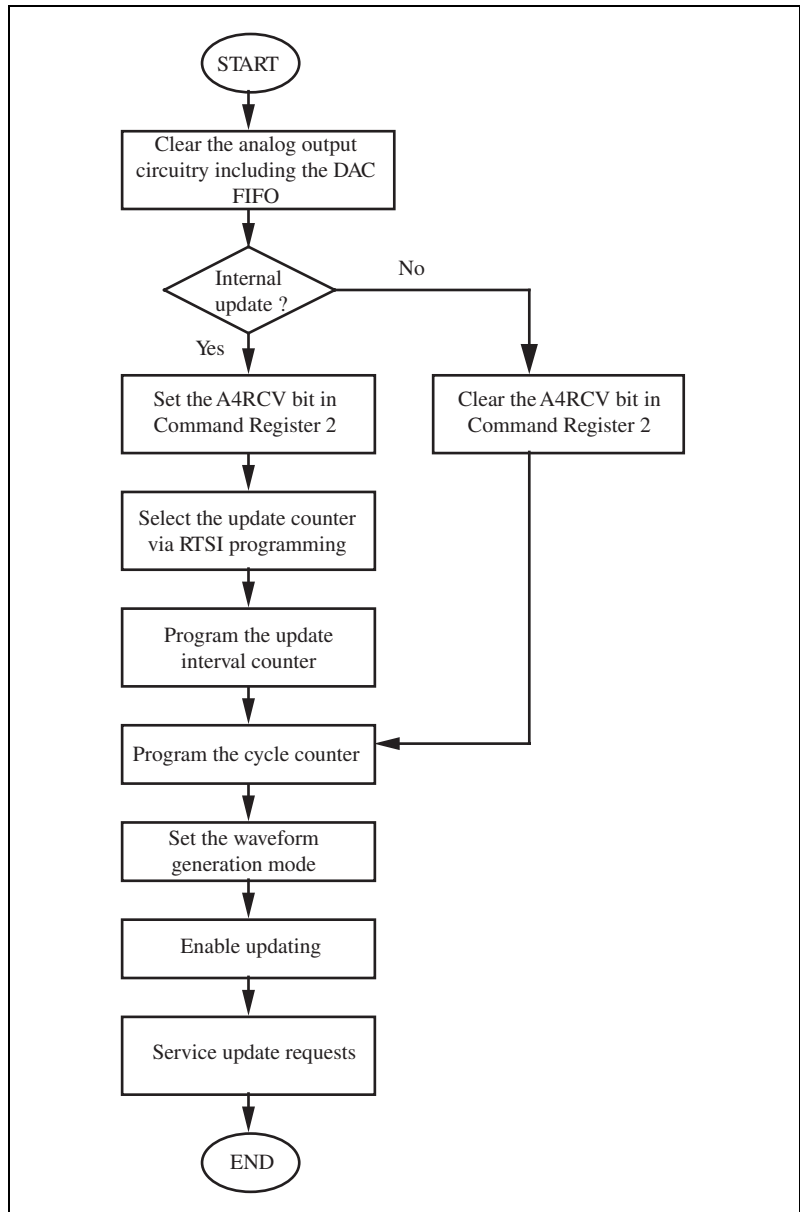 START
Clear the analog output
circuitry including the DAC
FIFO
Internal
update ?
No
Yes
Set the A4RCV bit in
Command Register 2
Clear the A4RCV bit in
Command Register 2
Select the update counter
via RTSI programming
Program the update
interval counter
Program the cycle counter
Set the waveform
generation mode
Enable updating
Service update requests
END